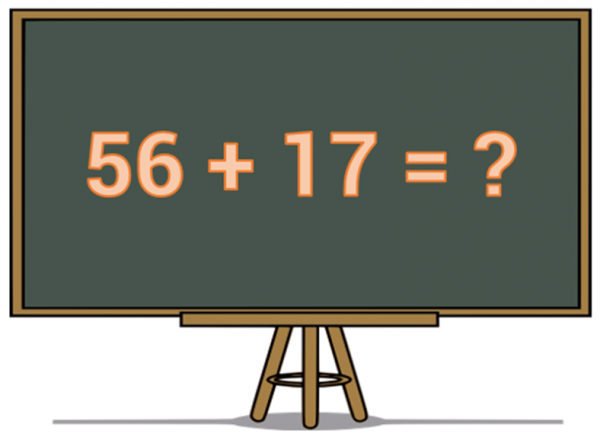 56 + 17 = ?